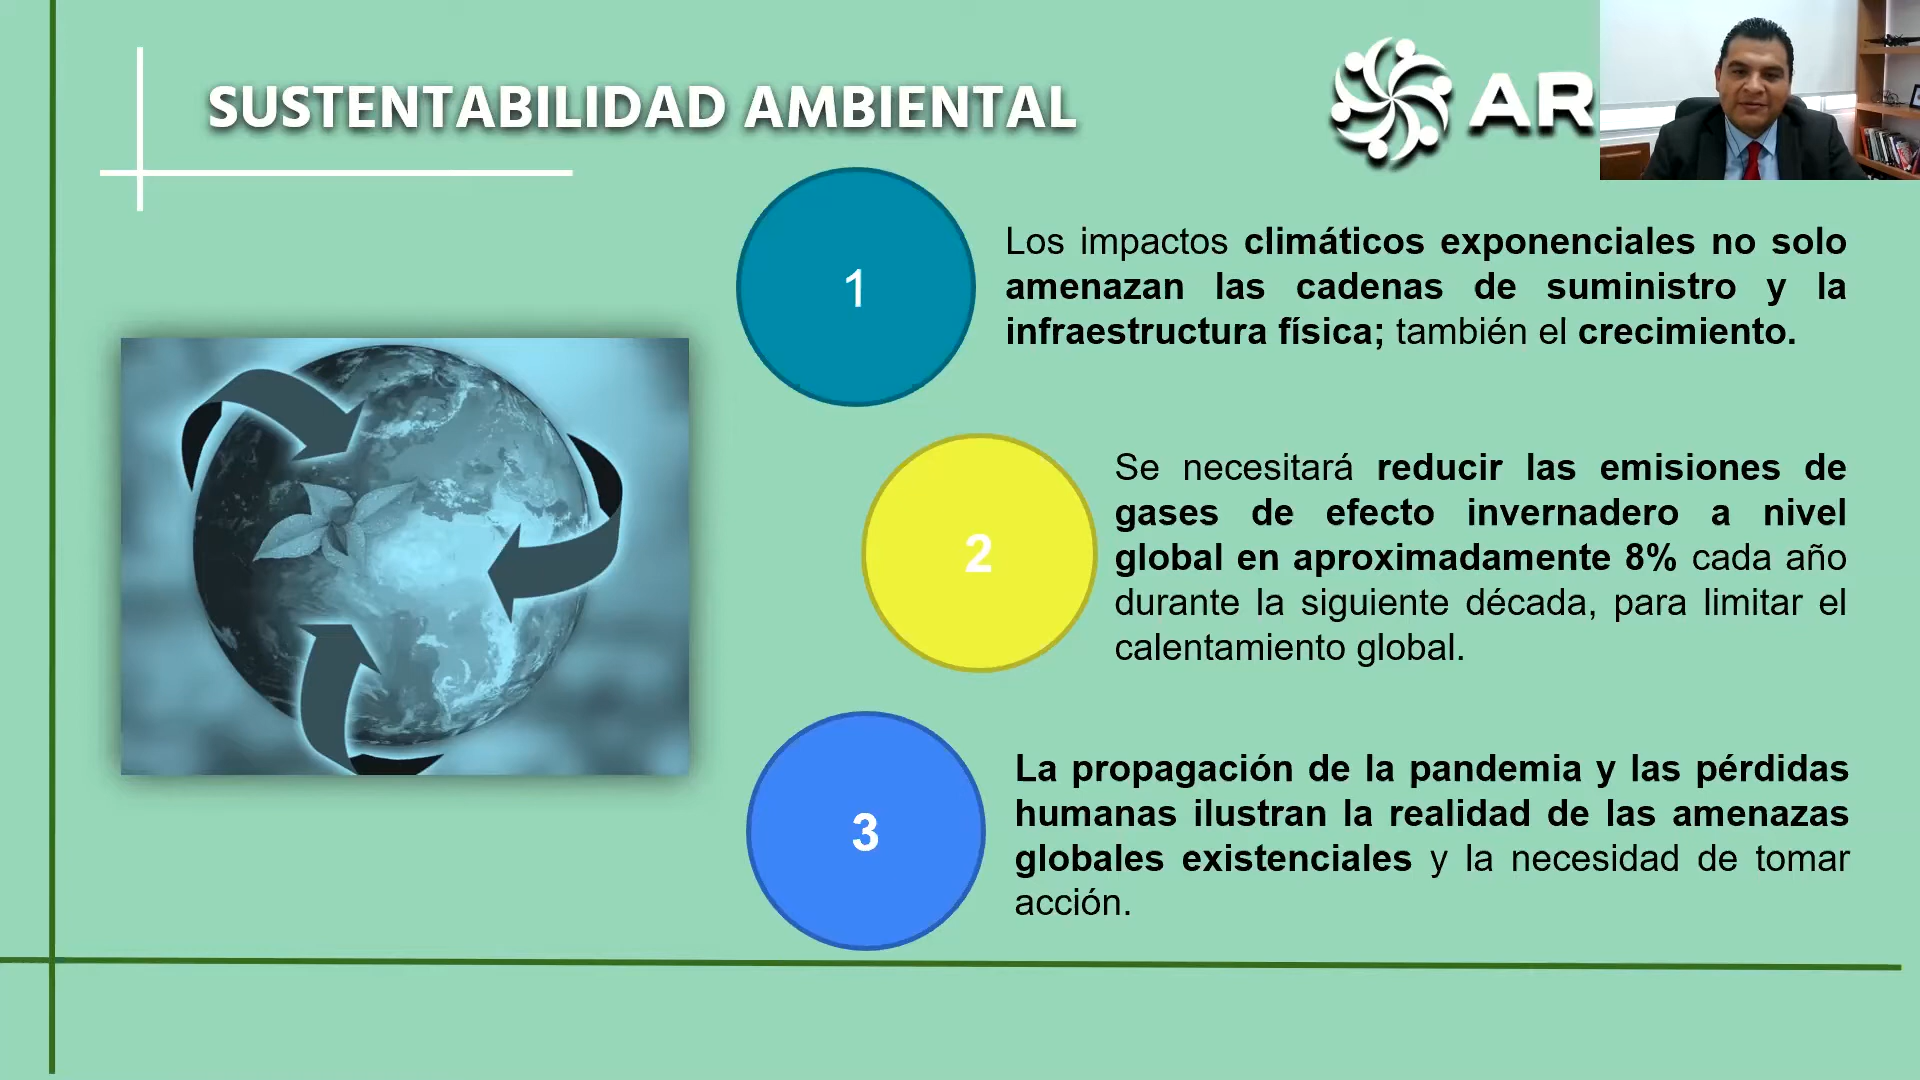 SUSTENTABILIDAD AMBIENTAL
AR
1
Los impactos climáticos exponenciales no solo
amenazan las cadenas de suministro y la
infraestructura física; también el crecimiento.
2
Se necesitará reducir las emisiones de
gases de efecto invernadero a nivel
global en aproximadamente 8% cada año
durante la siguiente década, para limitar el
calentamiento global.
3
La propagación de la pandemia y las pérdidas
humanas ilustran la realidad de las amenazas
globales existenciales y la necesidad de tomar
acción.